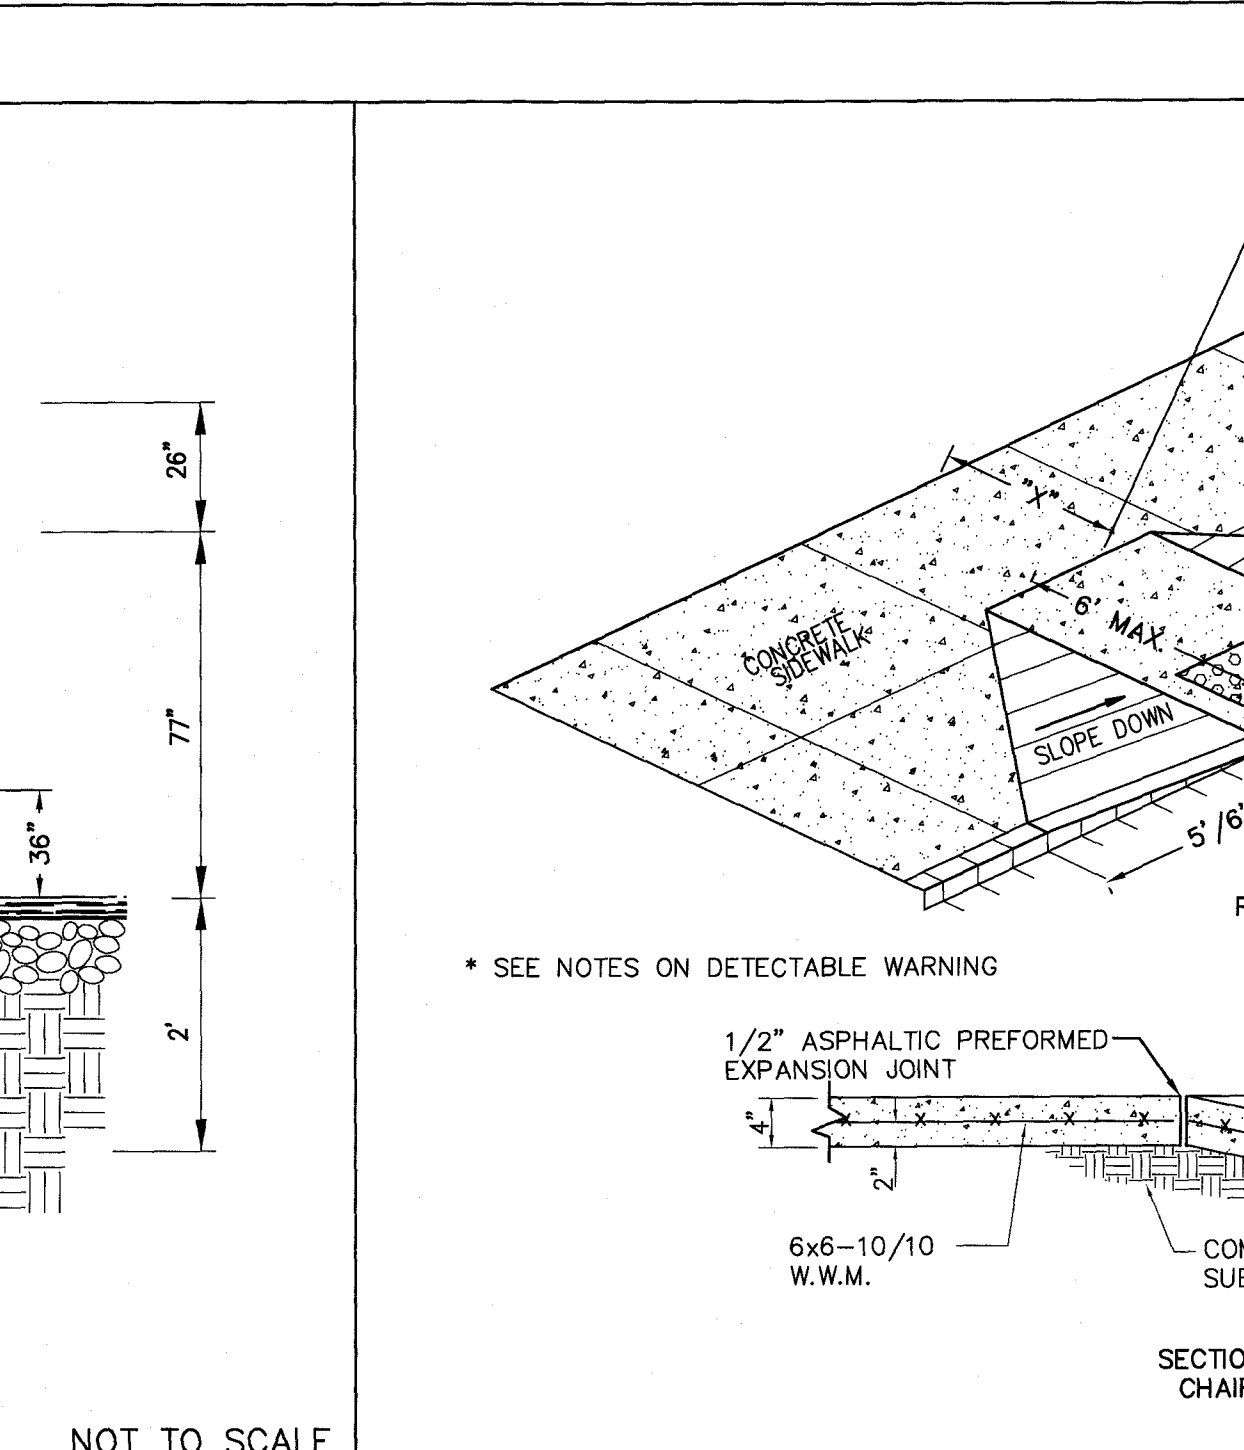 26"
77"
36"
2'
NOT TO SCALE
"X"
6' MAX.
CONCRETE
SIDEWALK
SLOPE DOWN
5'/6'
* SEE NOTES ON DETECTABLE WARNING
1/2" ASPHALTIC PREFORMED
EXPANSION JOINT
4"
2"
6x6-10/10
W.W.M.